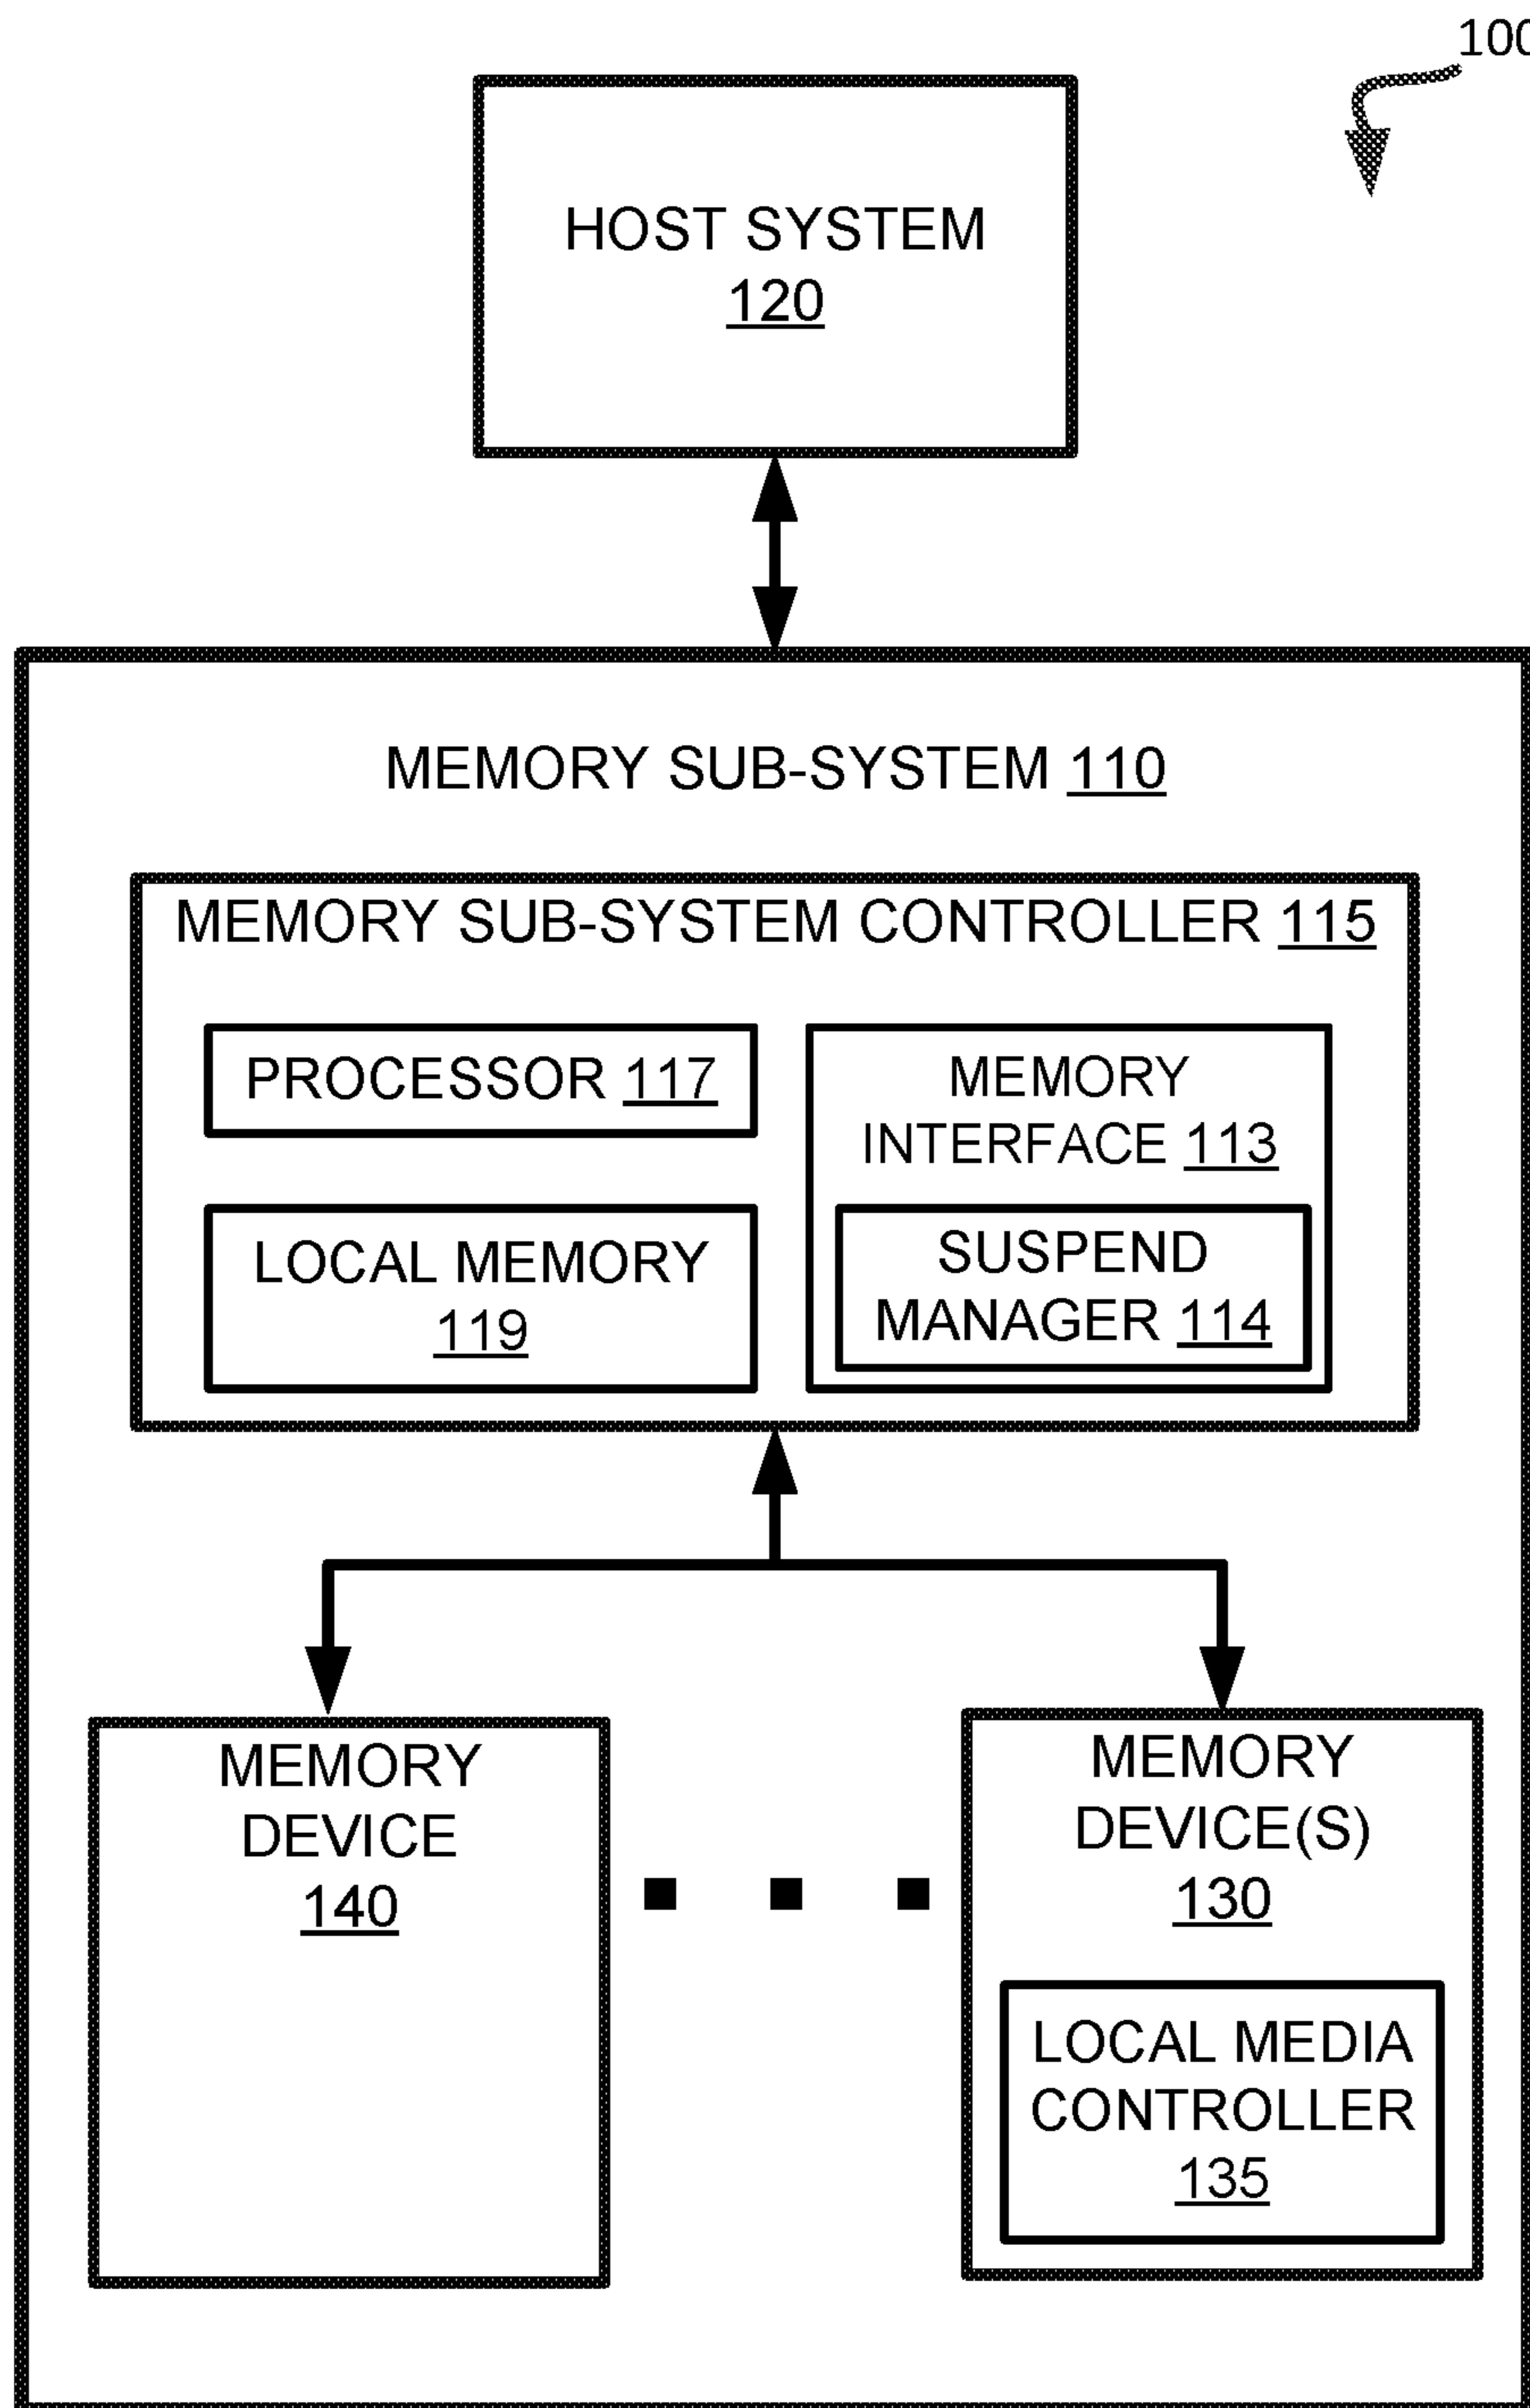 100
HOST SYSTEM
120
MEMORY SUB-SYSTEM 110
MEMORY SUB-SYSTEM CONTROLLER 115
PROCESSOR 117
MEMORY
INTERFACE 113
LOCAL MEMORY
119
SUSPEND
MANAGER 114
MEMORY
DEVICE
140
MEMORY
DEVICE(S)
130
LOCAL MEDIA
CONTROLLER
135